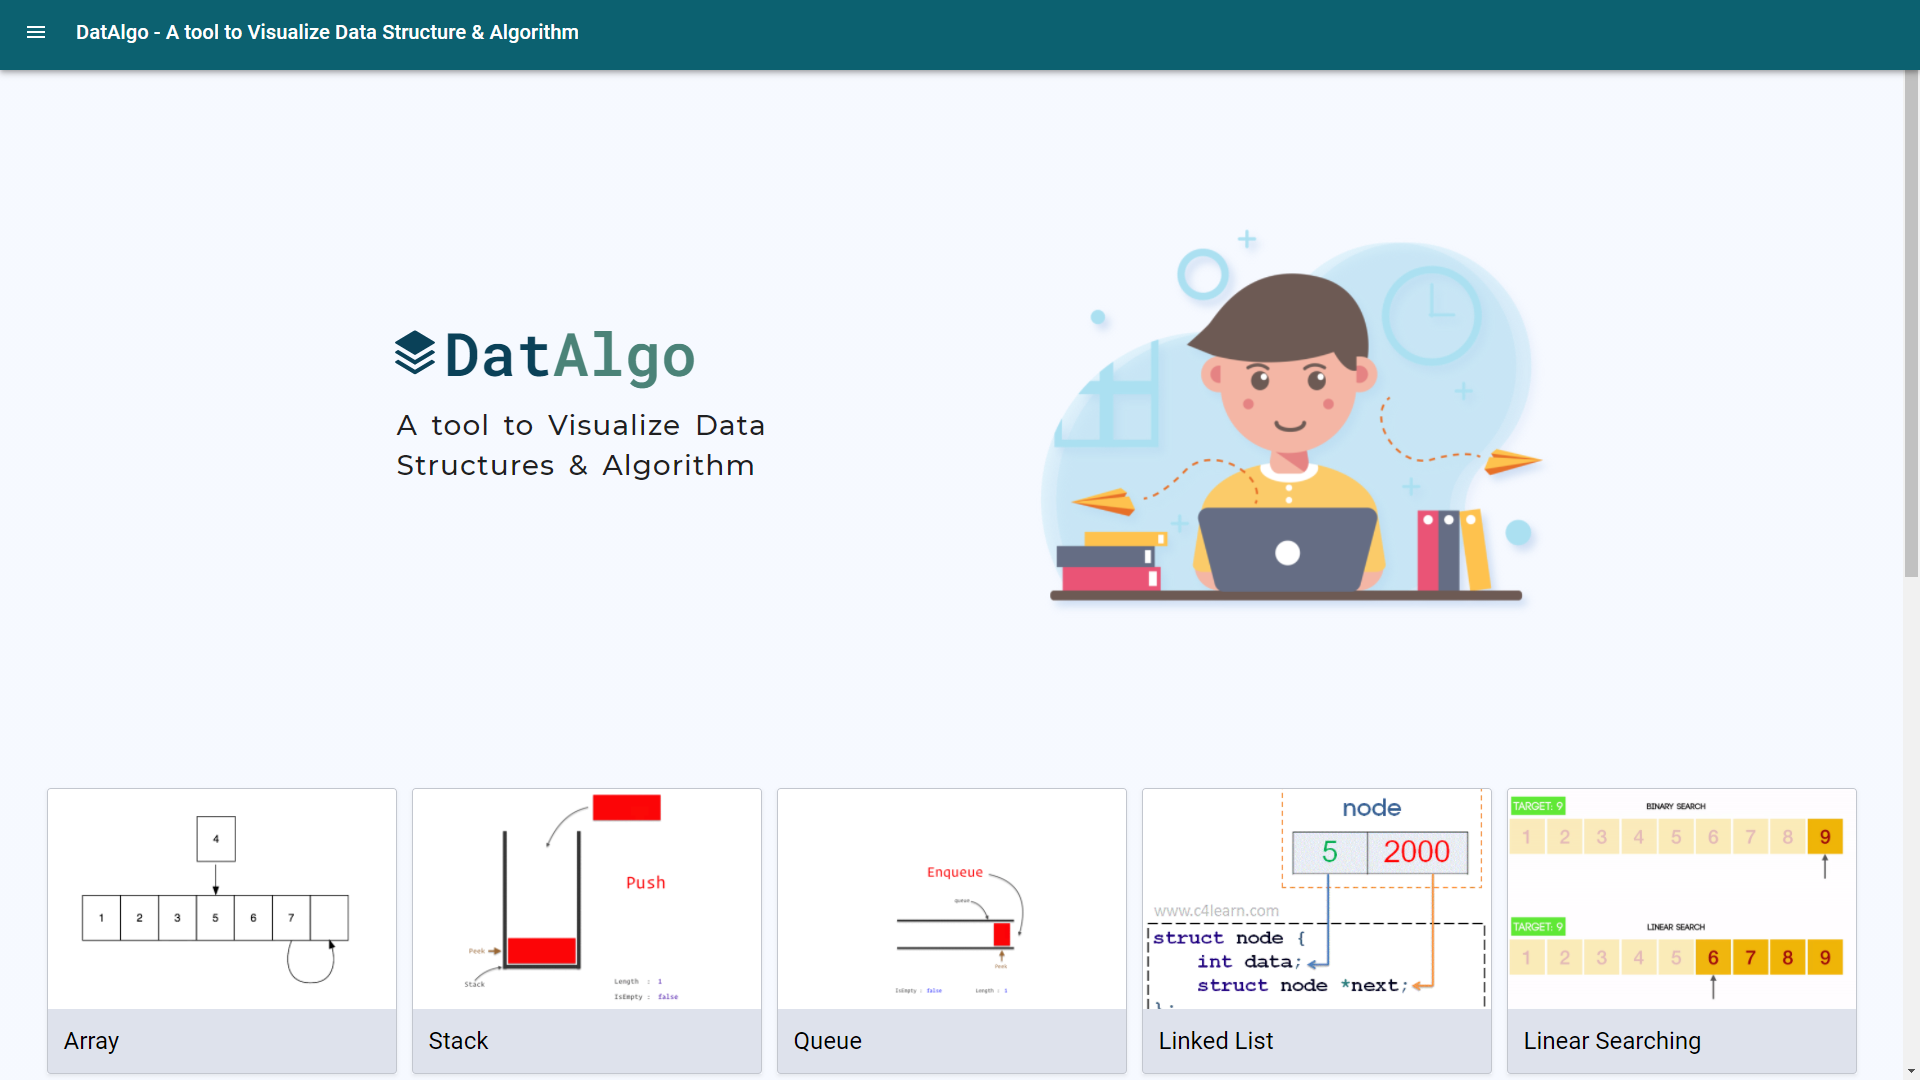 DatAlgo - A tool to Visualize Data Structure & Algorithm
DatAlgo
A tool to Visualize Data
Structures & Algorithm
4
1 2 3 5 6 7
Array
Push
Peek
Stack
Length : 1
IsEmpty : false
Stack
Enqueue
queue
Peek
IsEmpty : false Length : 1
Queue
node
5 2000
www.c4learn.com
struct node {
int data;
struct node *next;
};
Linked List
TARGET: 9 BINARY SEARCH
1 2 3 4 5 6 7 8 9
TARGET: 9 LINEAR SEARCH
1 2 3 4 5 6 7 8 9
Linear Searching